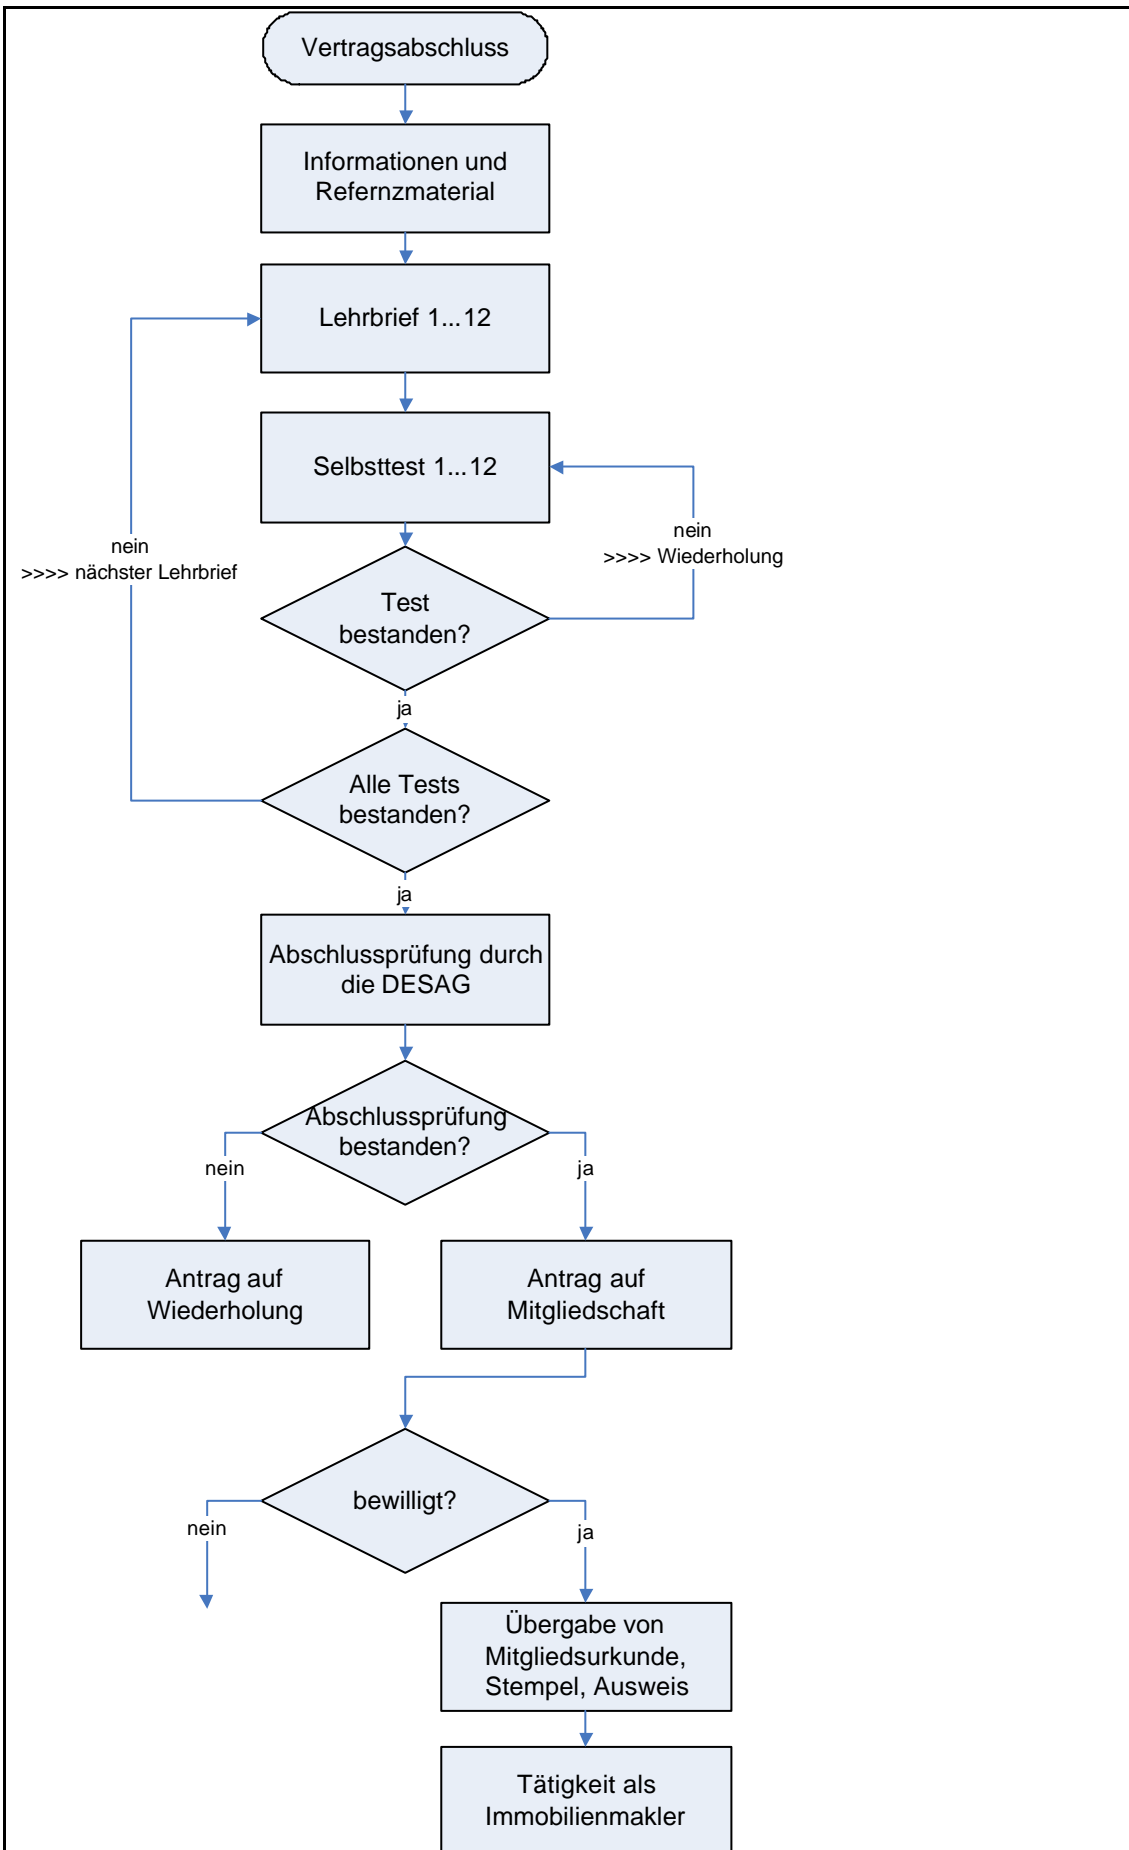 Vertragsabschluss
Informationen und
Refernzmaterial
Lehrbrief 1...12
Selbsttest 1...12
nein
>>>> nächster Lehrbrief
nein
>>>> Wiederholung
Test
bestanden?
ja
Alle Tests
bestanden?
ja
Abschlussprüfung durch
die DESAG
Abschlussprüfung
bestanden?
nein
ja
Antrag auf
Wiederholung
Antrag auf
Mitgliedschaft
bewilligt?
nein
ja
Übergabe von
Mitgliedsurkunde,
Stempel, Ausweis
Tätigkeit als
Immobilienmakler